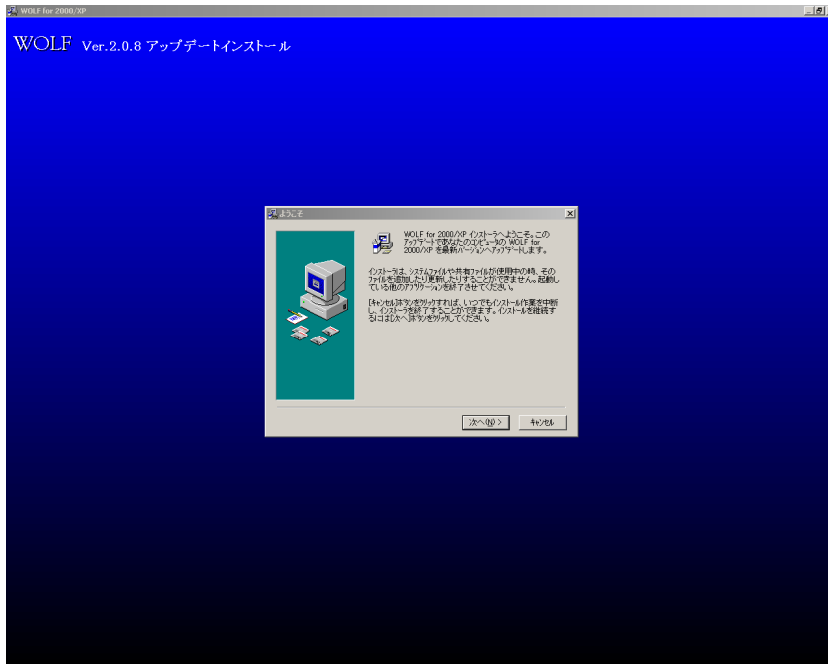 WOLF for 2000/XP
WOLF Ver.2.0.8 アップデートインストール
ようこそ
WOLF for 2000/XP ｲﾝｽﾄｰﾗへようこそ。この
ｱｯﾌﾟﾃﾞｰﾄであなたのｺﾝﾋﾟｭｰﾀの WOLF for
2000/XP を最新ﾊﾞｰｼﾞｮﾝへｱｯﾌﾟﾃﾞｰﾄします。
ｲﾝｽﾄｰﾗは、ｼｽﾃﾑﾌｧｲﾙや共有ﾌｧｲﾙが使用中の時、その
ﾌｧｲﾙを追加したり更新したりすることができません。起動し
ている他のｱﾌﾟﾘｹｰｼｮﾝを終了させてください。
[ｷｬﾝｾﾙ]ﾎﾞﾀﾝをｸﾘｯｸすれば、いつでもｲﾝｽﾄｰﾙ作業を中断
し、ｲﾝｽﾄｰﾗを終了することができます。ｲﾝｽﾄｰﾙを継続す
るには[次へ]ﾎﾞﾀﾝをｸﾘｯｸしてください。
次へ(N) >
ｷｬﾝｾﾙ